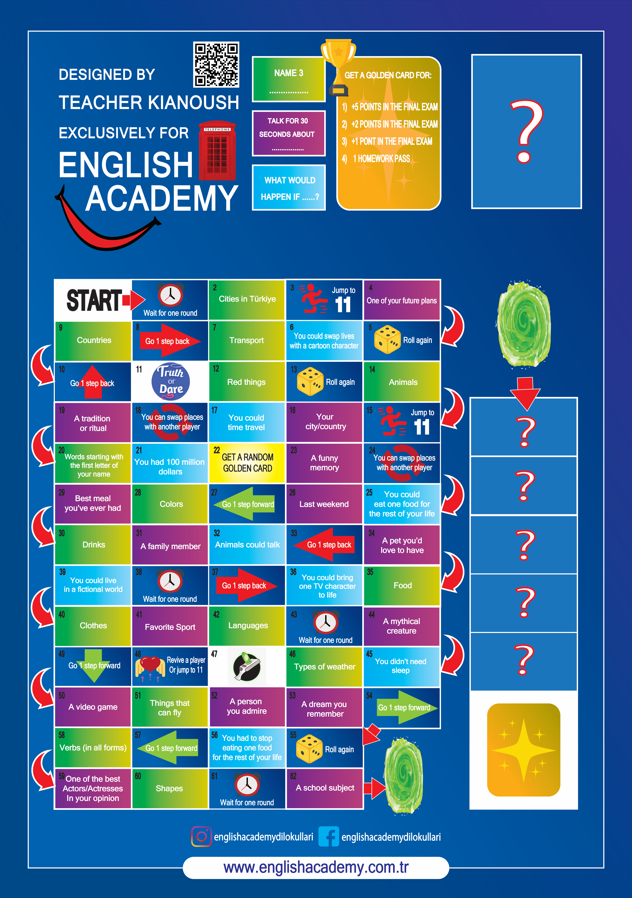 DESIGNED BY
TEACHER KIANOUSH
EXCLUSIVELY FOR
TELEPHONE
ENGLISH
ACADEMY
NAME 3
..................
TALK FOR 30
SECONDS ABOUT
...............
WHAT WOULD
HAPPEN IF ......?
GET A GOLDEN CARD FOR:
1) +5 POINTS IN THE FINAL EXAM
2) +2 POINTS IN THE FINAL EXAM
3) +1 PONT IN THE FINAL EXAM
4) 1 HOMEWORK PASS
?
START
Wait for one round
2
Cities in Türkiye
3
Jump to
11
4
One of your future plans
9
Countries
8
Go 1 step back
7
Transport
6
You could swap lives
with a cartoon character
5
Roll again
10
Go 1 step back
11
Truth
or
Dare
12
Red things
13
Roll again
14
Animals
19
A tradition
or ritual
18
You can swap places
with another player
17
You could
time travel
16
Your
city/country
15
Jump to
11
20
Words starting with
the first letter of
your name
21
You had 100 million
dollars
22
GET A RANDOM
GOLDEN CARD
23
A funny
memory
24
You can swap places
with another player
29
Best meal
you've ever had
28
Colors
27
Go 1 step forward
26
Last weekend
25
You could
eat one food for
the rest of your life
30
Drinks
31
A family member
32
Animals could talk
33
Go 1 step back
34
A pet you'd
love to have
39
You could live
in a fictional world
38
Wait for one round
37
Go 1 step back
36
You could bring
one TV character
to life
35
Food
40
Clothes
41
Favorite Sport
42
Languages
43
Wait for one round
44
A mythical
creature
49
Go 1 step forward
48
Revive a player
Or jump to 11
47
46
Types of weather
45
You didn't need
sleep
50
A video game
51
Things that
can fly
52
A person
you admire
53
A dream you
remember
54
Go 1 step forward
58
Verbs (in all forms)
57
Go 1 step forward
56
You had to stop
eating one food
for the rest of your life
55
Roll again
59
One of the best
Actors/Actresses
In your opinion
60
Shapes
61
Wait for one round
62
A school subject
?
?
?
?
?
englishacademydilokullari
englishacademydilokullari
www.englishacademy.com.tr